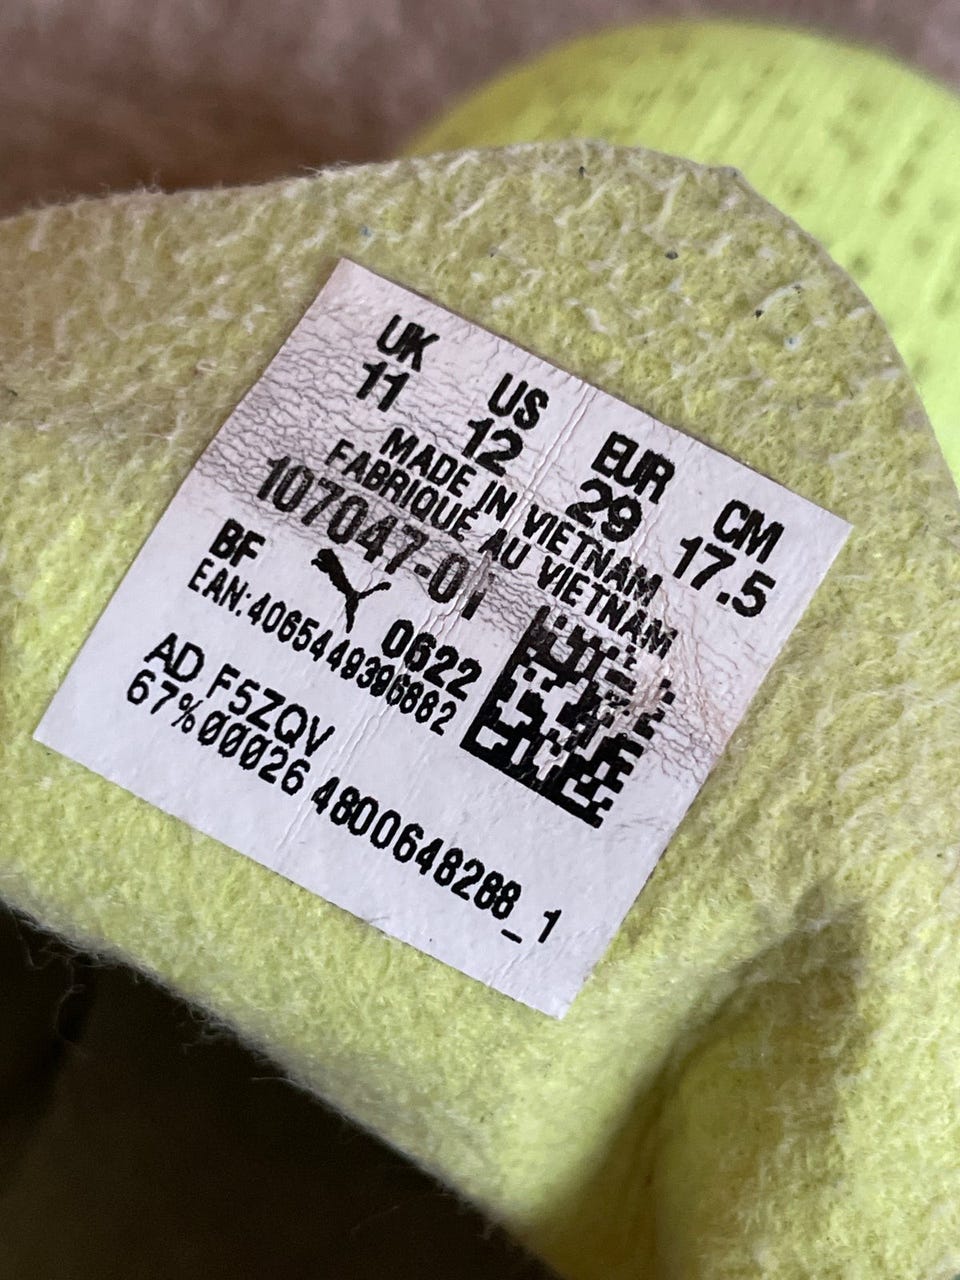 UK US EUR CM
11 12 29 17.5
MADE IN VIETNAM
FABRIQUÉ AU VIETNAM
107047-01
BF 0622
EAN:4065449396882
AD F5ZQV
67%00026 4800648288_1